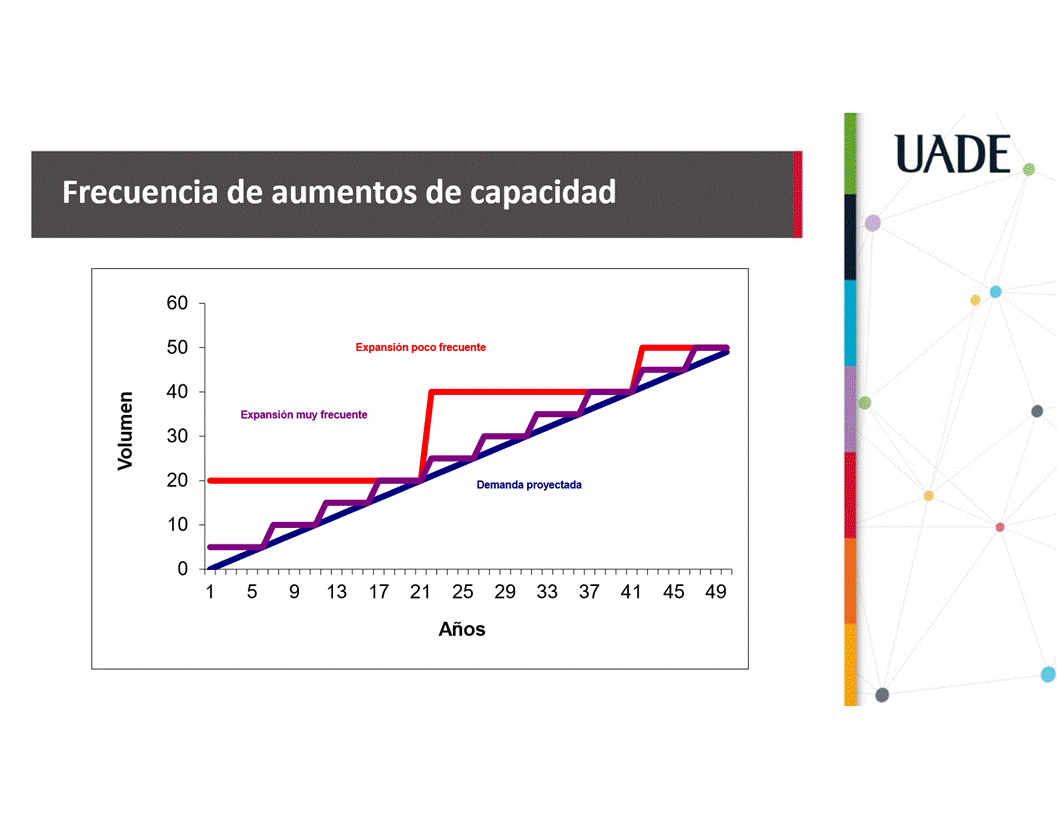 UADE
Frecuencia de aumentos de capacidad
60
50
40
30
20
10
0
Volumen
Expansión poco frecuente
Expansión muy frecuente
Demanda proyectada
1 5 9 13 17 21 25 29 33 37 41 45 49
Años